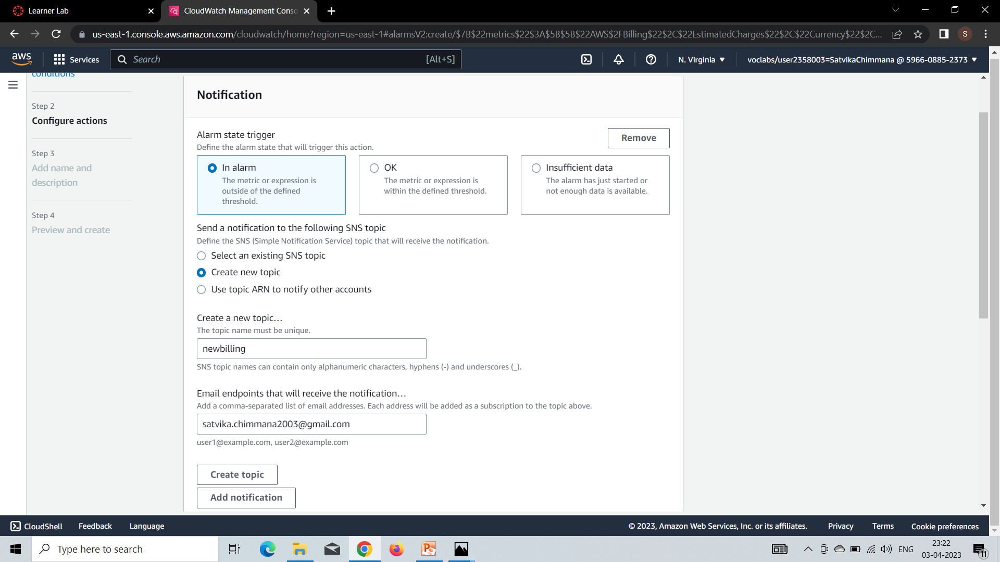 Learner Lab
CloudWatch Management Conso
us-east-1.console.aws.amazon.com/cloudwatch/home?region=us-east-1#alarmsV2:create/$7B$22metrics$22$3A$5B$5B$22AWS$2FBilling$22$2C$22EstimatedCharges$22$2C$22Currency$22$2C...
S
aws
Services
Search
[Alt+S]
N. Virginia
voclabs/user2358003=SatvikaChimmana @ 5966-0885-2373
conditions
Step 2
Configure actions
Step 3
Add name and
description
Step 4
Preview and create
Notification
Alarm state trigger
Define the alarm state that will trigger this action.
Remove
In alarm
The metric or expression is
outside of the defined
threshold.
OK
The metric or expression is
within the defined threshold.
Insufficient data
The alarm has just started or
not enough data is available.
Send a notification to the following SNS topic
Define the SNS (Simple Notification Service) topic that will receive the notification.
Select an existing SNS topic
Create new topic
Use topic ARN to notify other accounts
Create a new topic…
The topic name must be unique.
newbilling
SNS topic names can contain only alphanumeric characters, hyphens (-) and underscores (_).
Email endpoints that will receive the notification…
Add a comma-separated list of email addresses. Each address will be added as a subscription to the topic above.
satvika.chimmana2003@gmail.com
user1@example.com, user2@example.com
Create topic
Add notification
CloudShell
Feedback
Language
© 2023, Amazon Web Services, Inc. or its affiliates.
Privacy
Terms
Cookie preferences
Type here to search
ENG
23:22
03-04-2023
11